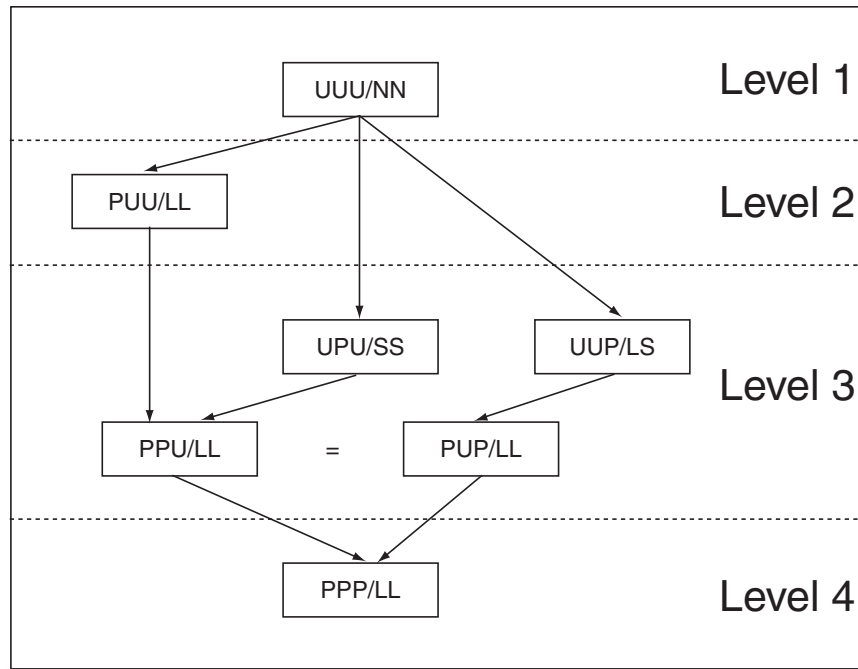 UUU/NN
Level 1
PUU/LL
Level 2
UPU/SS
UUP/LS
Level 3
PPU/LL
=
PUP/LL
PPP/LL
Level 4